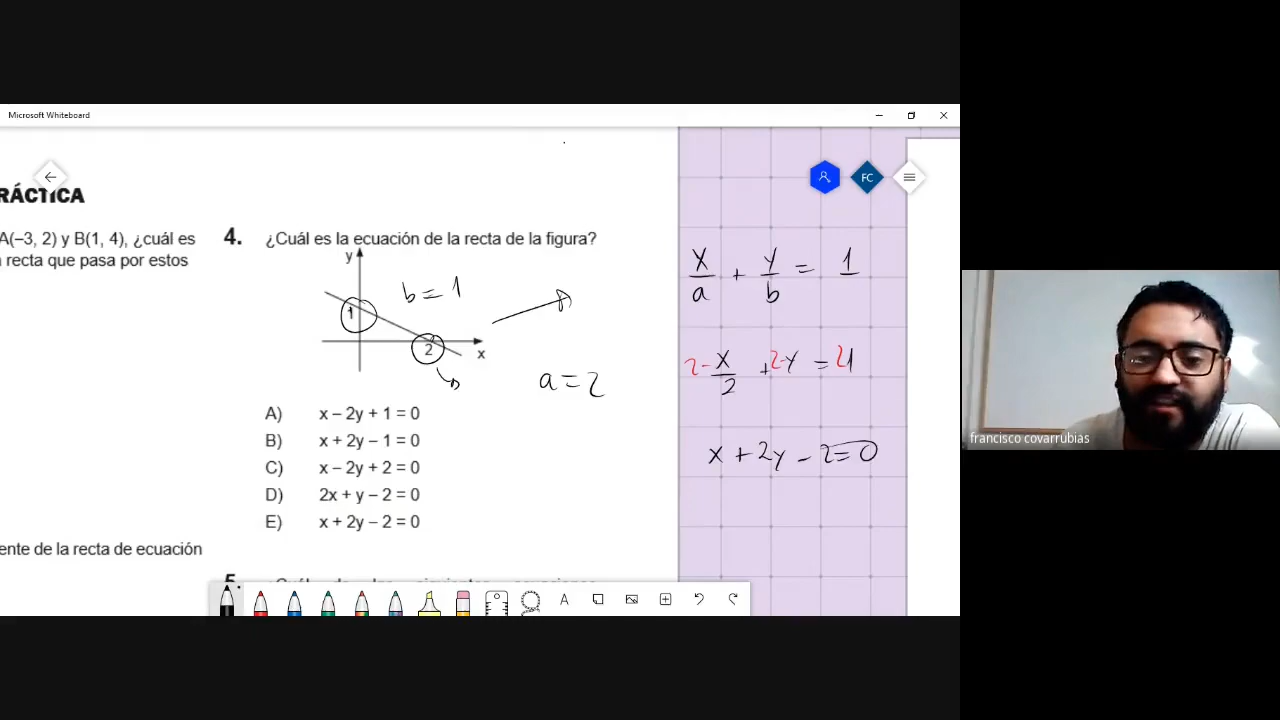 Microsoft Whiteboard
RÁCTICA
A(–3, 2) y B(1, 4), ¿cuál es
recta que pasa por estos
ente de la recta de ecuación
4. ¿Cuál es la ecuación de la recta de la figura?
y
1
b = 1
2
x
a = 2
A) x – 2y + 1 = 0
B) x + 2y – 1 = 0
C) x – 2y + 2 = 0
D) 2x + y – 2 = 0
E) x + 2y – 2 = 0
5.
x/a + y/b = 1
2·x/2 + 2·y = 21
x + 2y – 2 = 0
FC
A
francisco covarrubias